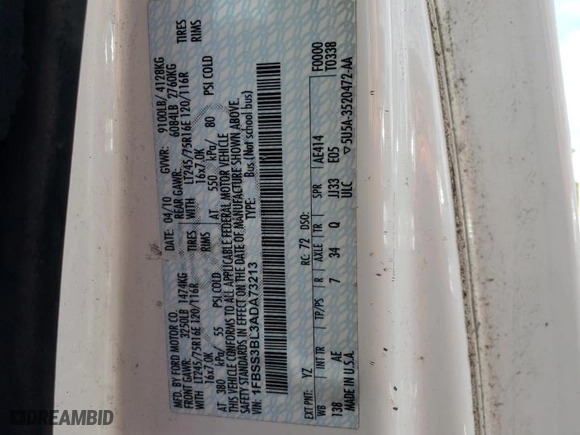 MFD. BY FORD MOTOR CO.
DATE: 04/10 GVWR: 9100LB/ 4128KG
FRONT GAWR: 3250LB 1474KG REAR GAWR: 6084LB 2760KG
WITH LT245/75R16E 120/116R TIRES WITH LT245/75R16E 120/116R TIRES
16x7.0K RIMS 16x7.0K RIMS
AT 380 kPa/ 55 PSI COLD AT 550 kPa/ 80 PSI COLD
THIS VEHICLE CONFORMS TO ALL APPLICABLE FEDERAL MOTOR VEHICLE
SAFETY STANDARDS IN EFFECT ON THE DATE OF MANUFACTURE SHOWN ABOVE.
VIN: 1FBSS3BL3ADA73213
TYPE: Bus (Not school bus)
F0000
T0338
EXT PNT: YZ RC: 72 DSO:
WB INT TR TP/PS R AXLE TR SPR AE414
138 AE 7 34 Q JJ33 E05
MADE IN U.S.A. ULC ▽5U5A-3520472-AA
DREAMBID